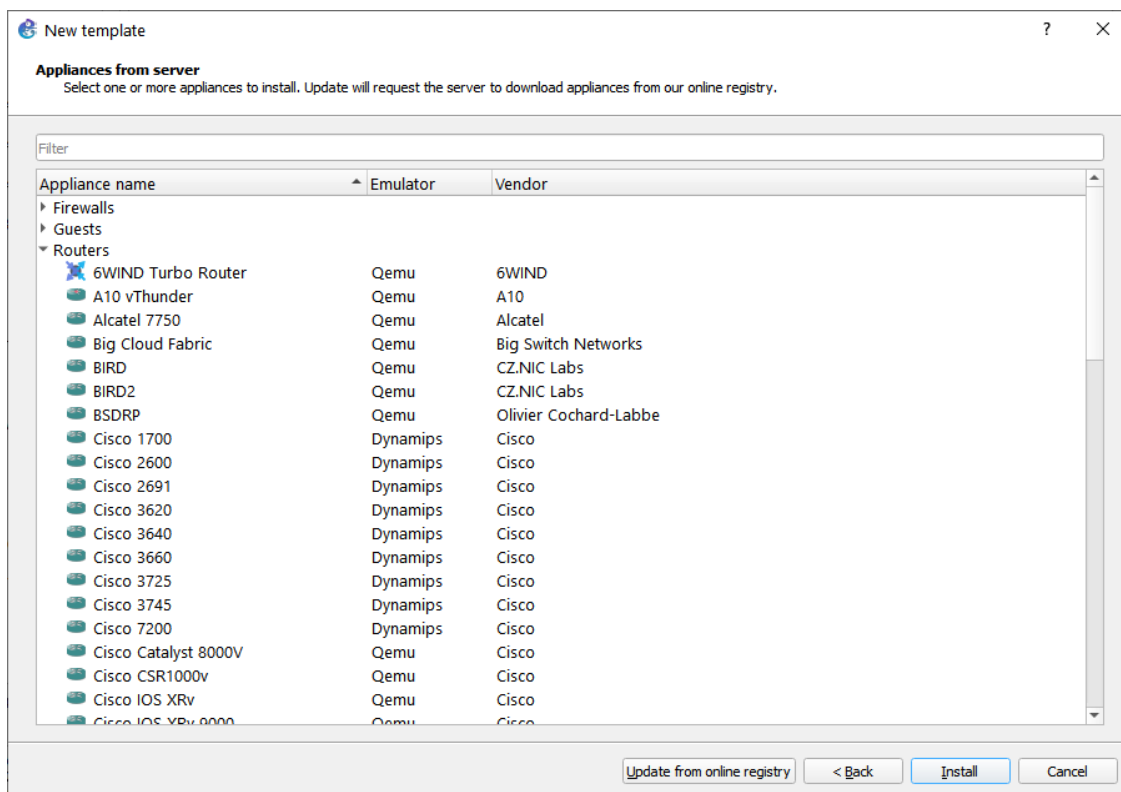 New template
?
Appliances from server
Select one or more appliances to install. Update will request the server to download appliances from our online registry.
Filter
Appliance name Emulator Vendor
Firewalls
Guests
Routers
6WIND Turbo Router Qemu 6WIND
A10 vThunder Qemu A10
Alcatel 7750 Qemu Alcatel
Big Cloud Fabric Qemu Big Switch Networks
BIRD Qemu CZ.NIC Labs
BIRD2 Qemu CZ.NIC Labs
BSDRP Qemu Olivier Cochard-Labbe
Cisco 1700 Dynamips Cisco
Cisco 2600 Dynamips Cisco
Cisco 2691 Dynamips Cisco
Cisco 3620 Dynamips Cisco
Cisco 3640 Dynamips Cisco
Cisco 3660 Dynamips Cisco
Cisco 3725 Dynamips Cisco
Cisco 3745 Dynamips Cisco
Cisco 7200 Dynamips Cisco
Cisco Catalyst 8000V Qemu Cisco
Cisco CSR1000v Qemu Cisco
Cisco IOS XRv Qemu Cisco
Cisco IOS XRv 9000 Qemu Cisco
Update from online registry < Back Install Cancel